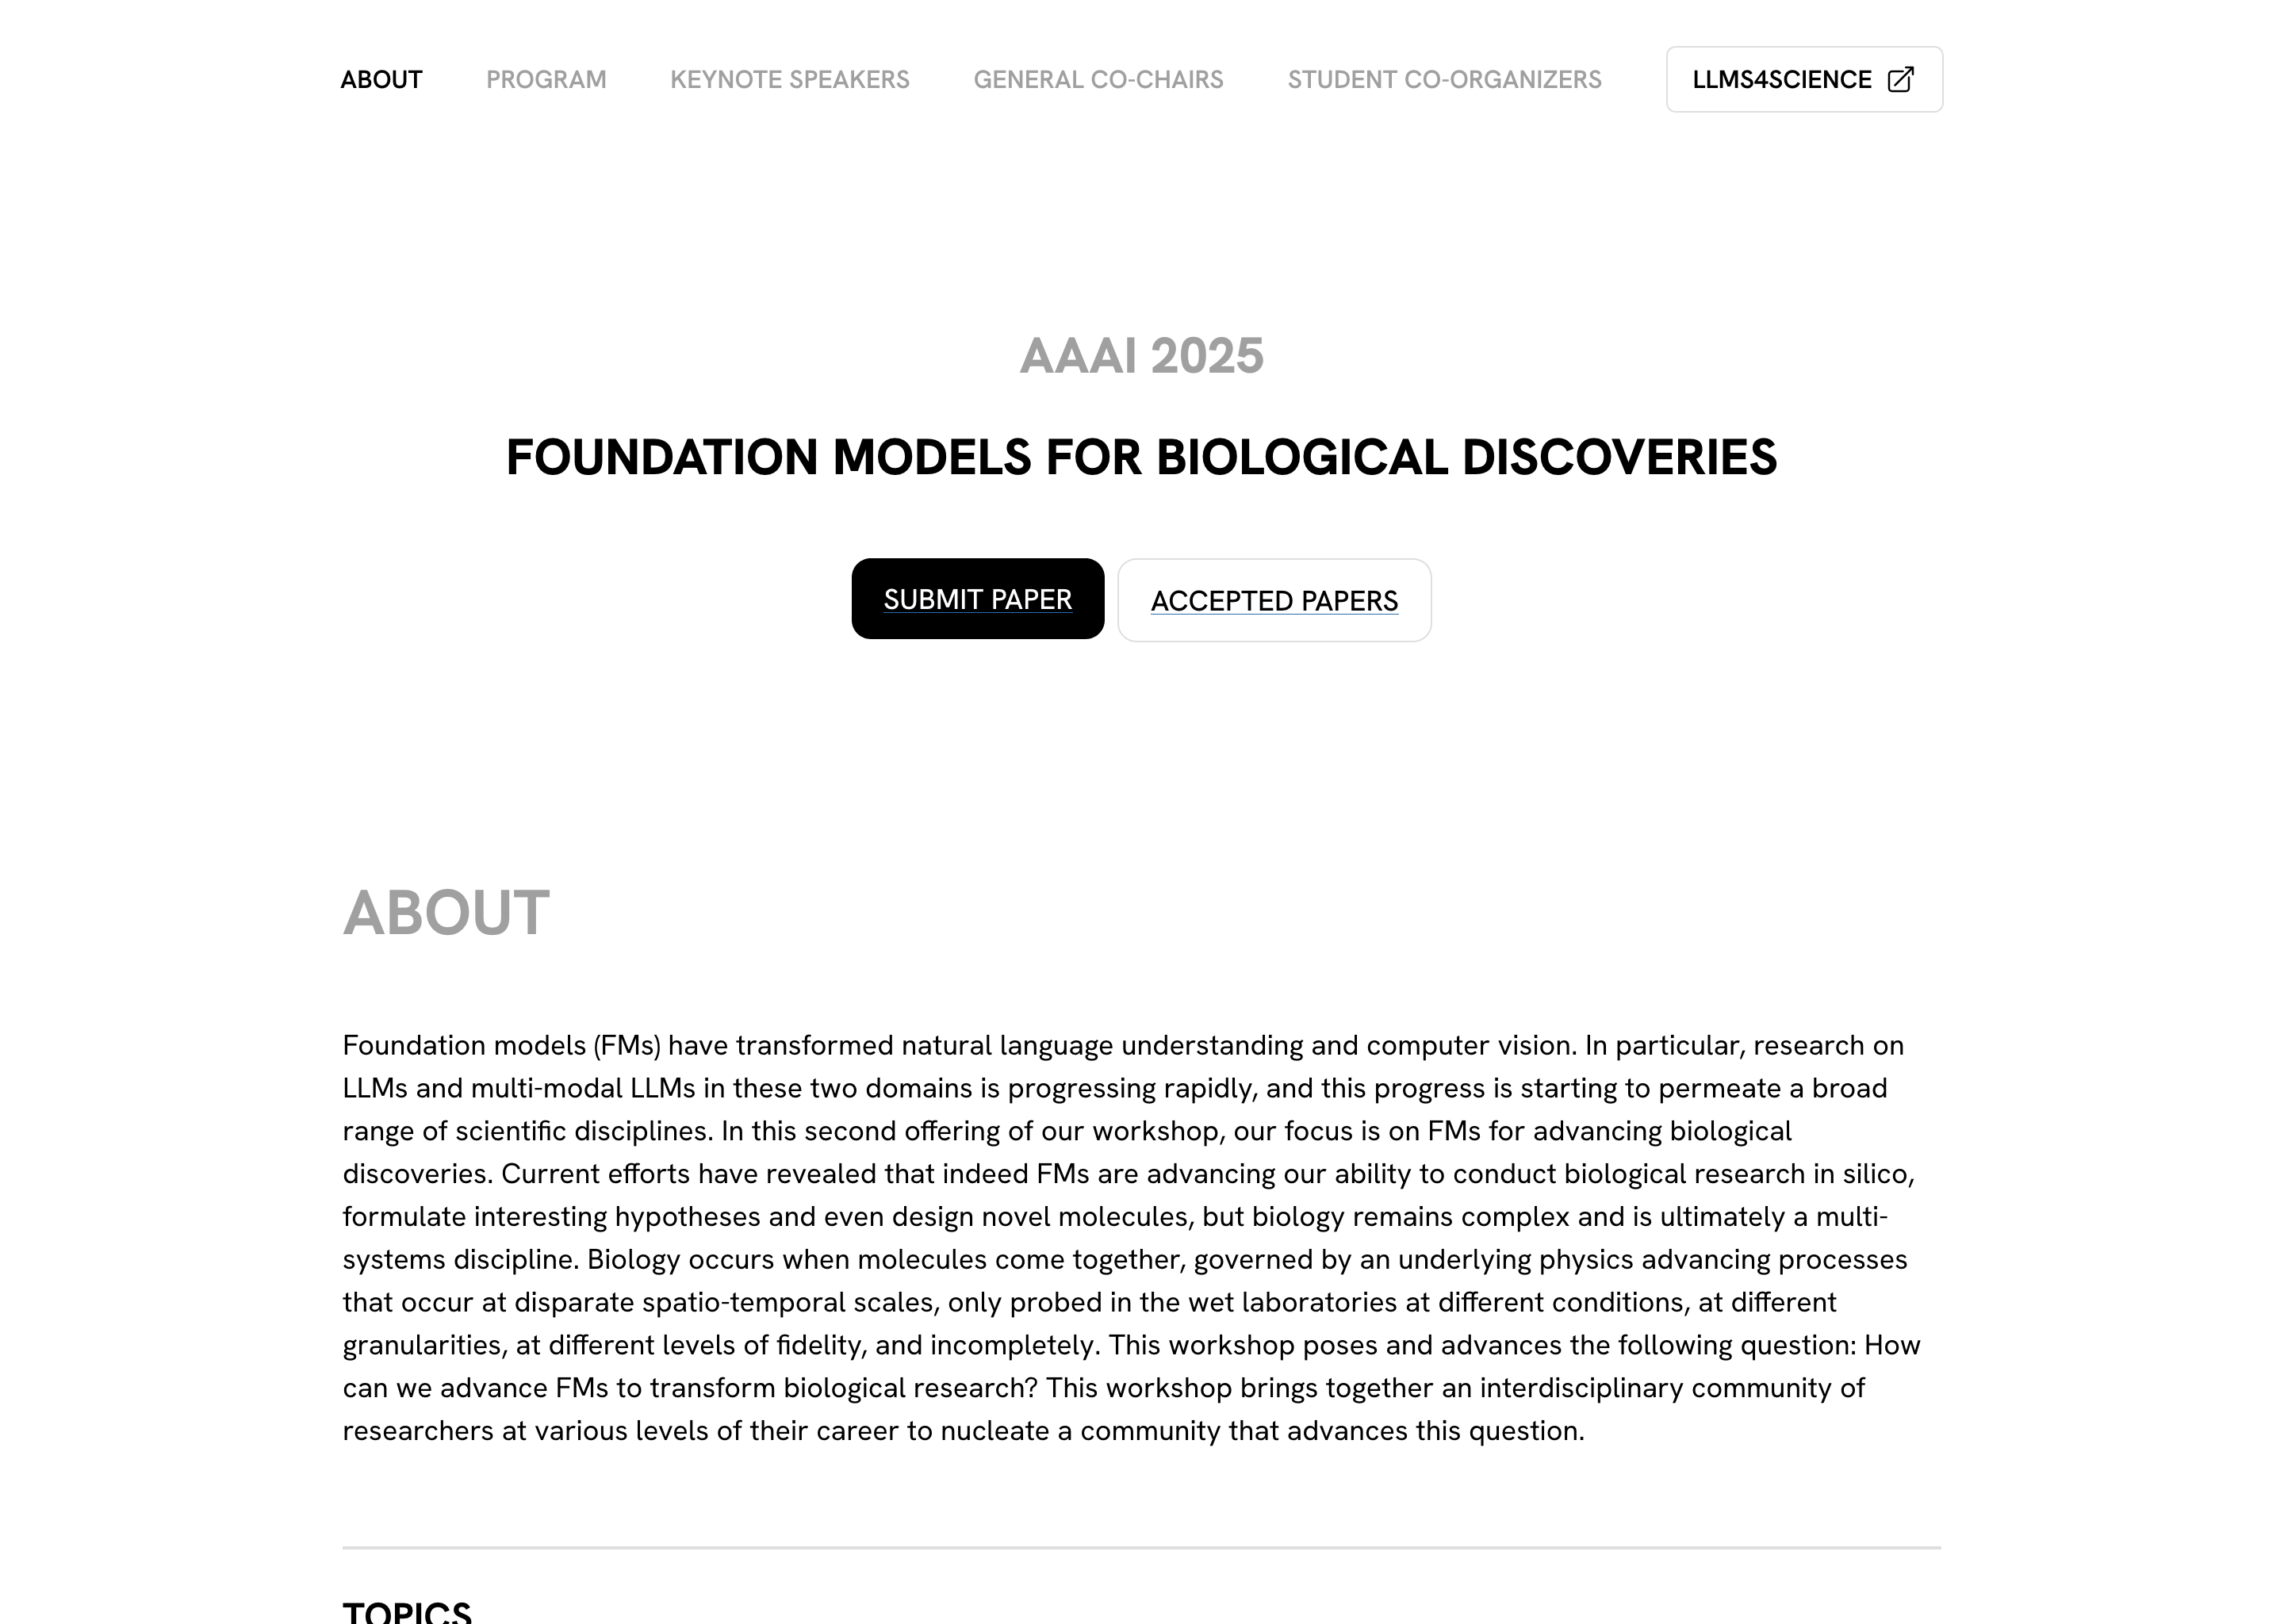 ABOUT PROGRAM KEYNOTE SPEAKERS GENERAL CO-CHAIRS STUDENT CO-ORGANIZERS LLMS4SCIENCE
AAAI 2025
FOUNDATION MODELS FOR BIOLOGICAL DISCOVERIES
SUBMIT PAPER ACCEPTED PAPERS
ABOUT
Foundation models (FMs) have transformed natural language understanding and computer vision. In particular, research on
LLMs and multi-modal LLMs in these two domains is progressing rapidly, and this progress is starting to permeate a broad
range of scientific disciplines. In this second offering of our workshop, our focus is on FMs for advancing biological
discoveries. Current efforts have revealed that indeed FMs are advancing our ability to conduct biological research in silico,
formulate interesting hypotheses and even design novel molecules, but biology remains complex and is ultimately a multi-
systems discipline. Biology occurs when molecules come together, governed by an underlying physics advancing processes
that occur at disparate spatio-temporal scales, only probed in the wet laboratories at different conditions, at different
granularities, at different levels of fidelity, and incompletely. This workshop poses and advances the following question: How
can we advance FMs to transform biological research? This workshop brings together an interdisciplinary community of
researchers at various levels of their career to nucleate a community that advances this question.
TOPICS